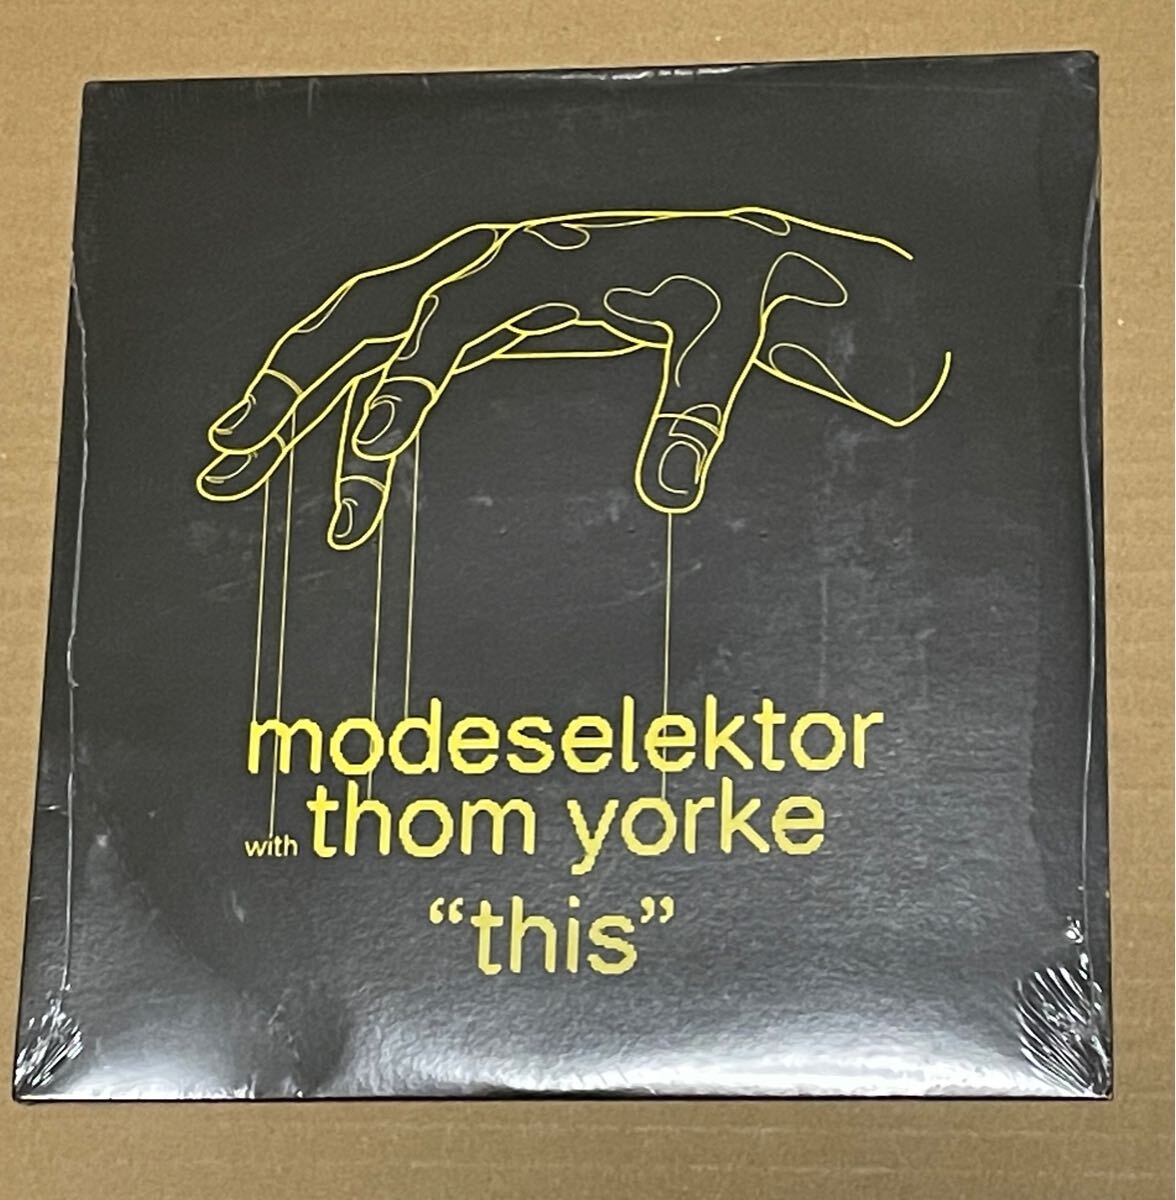 modeselektor
with thom yorke
“this”